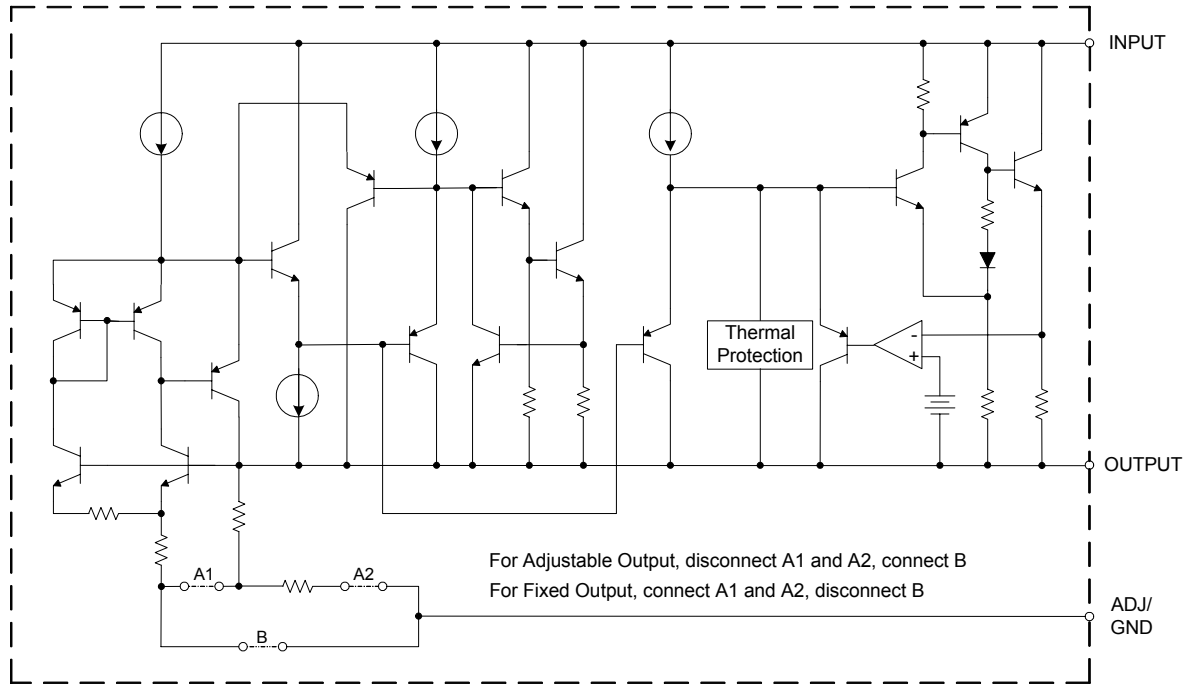 INPUT
Thermal
Protection
-
+
OUTPUT
For Adjustable Output, disconnect A1 and A2, connect B
For Fixed Output, connect A1 and A2, disconnect B
A1
A2
ADJ/
GND
B